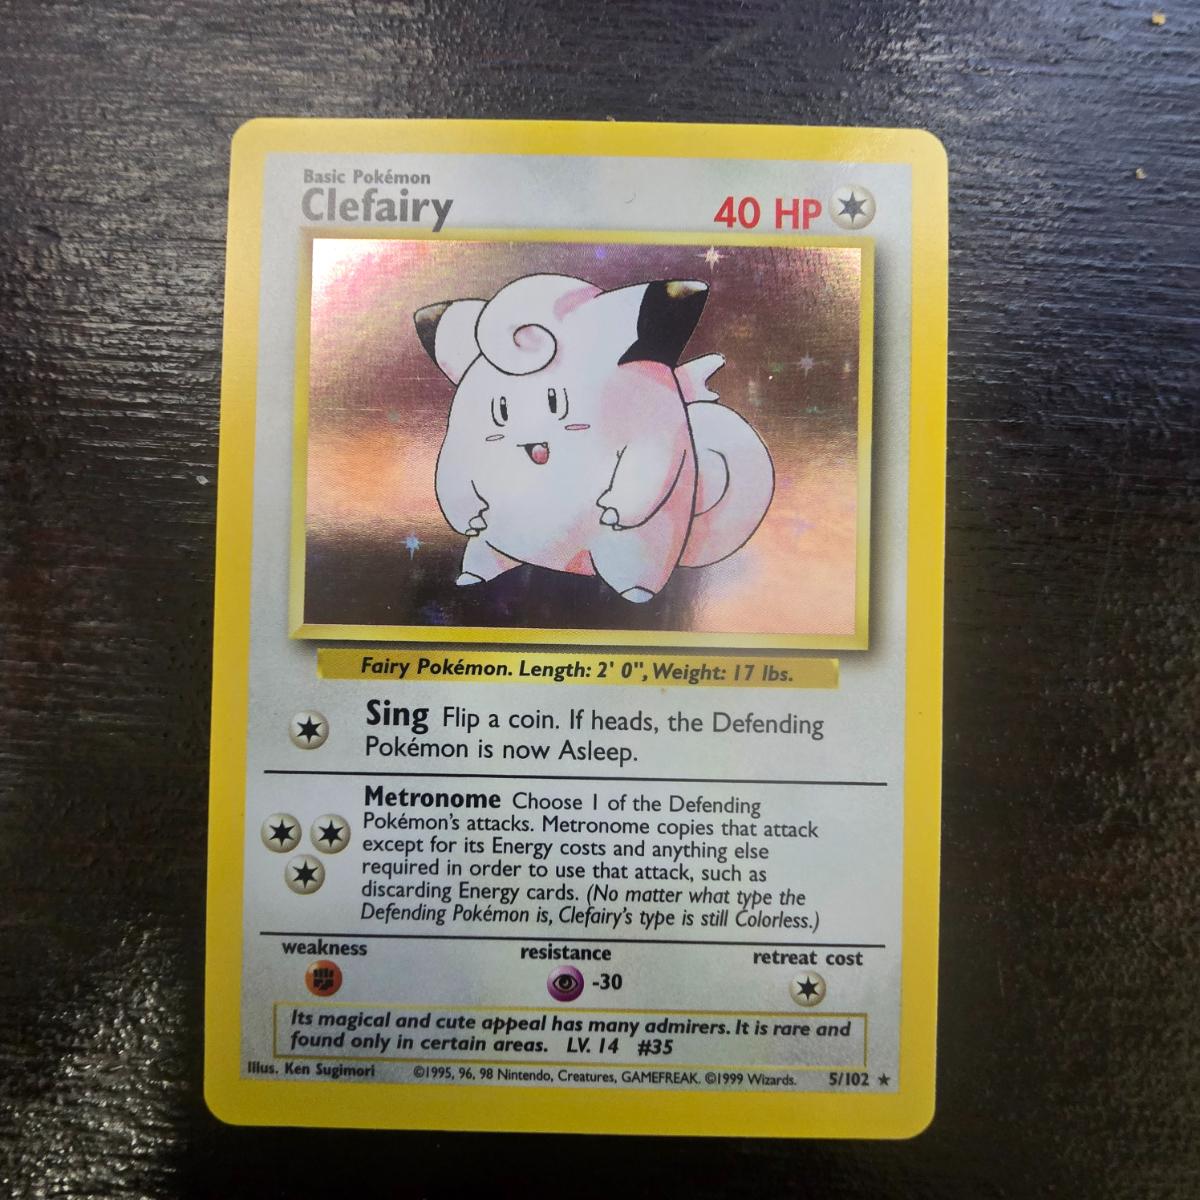 Basic Pokémon
Clefairy
40 HP
Fairy Pokémon. Length: 2' 0", Weight: 17 lbs.
Sing Flip a coin. If heads, the Defending
Pokémon is now Asleep.
Metronome Choose 1 of the Defending
Pokémon's attacks. Metronome copies that attack
except for its Energy costs and anything else
required in order to use that attack, such as
discarding Energy cards. (No matter what type the
Defending Pokémon is, Clefairy's type is still Colorless.)
weakness
resistance
retreat cost
-30
Its magical and cute appeal has many admirers. It is rare and
found only in certain areas. LV. 14 #35
Illus. Ken Sugimori
©1995, 96, 98 Nintendo, Creatures, GAMEFREAK. ©1999 Wizards.
5/102 ★